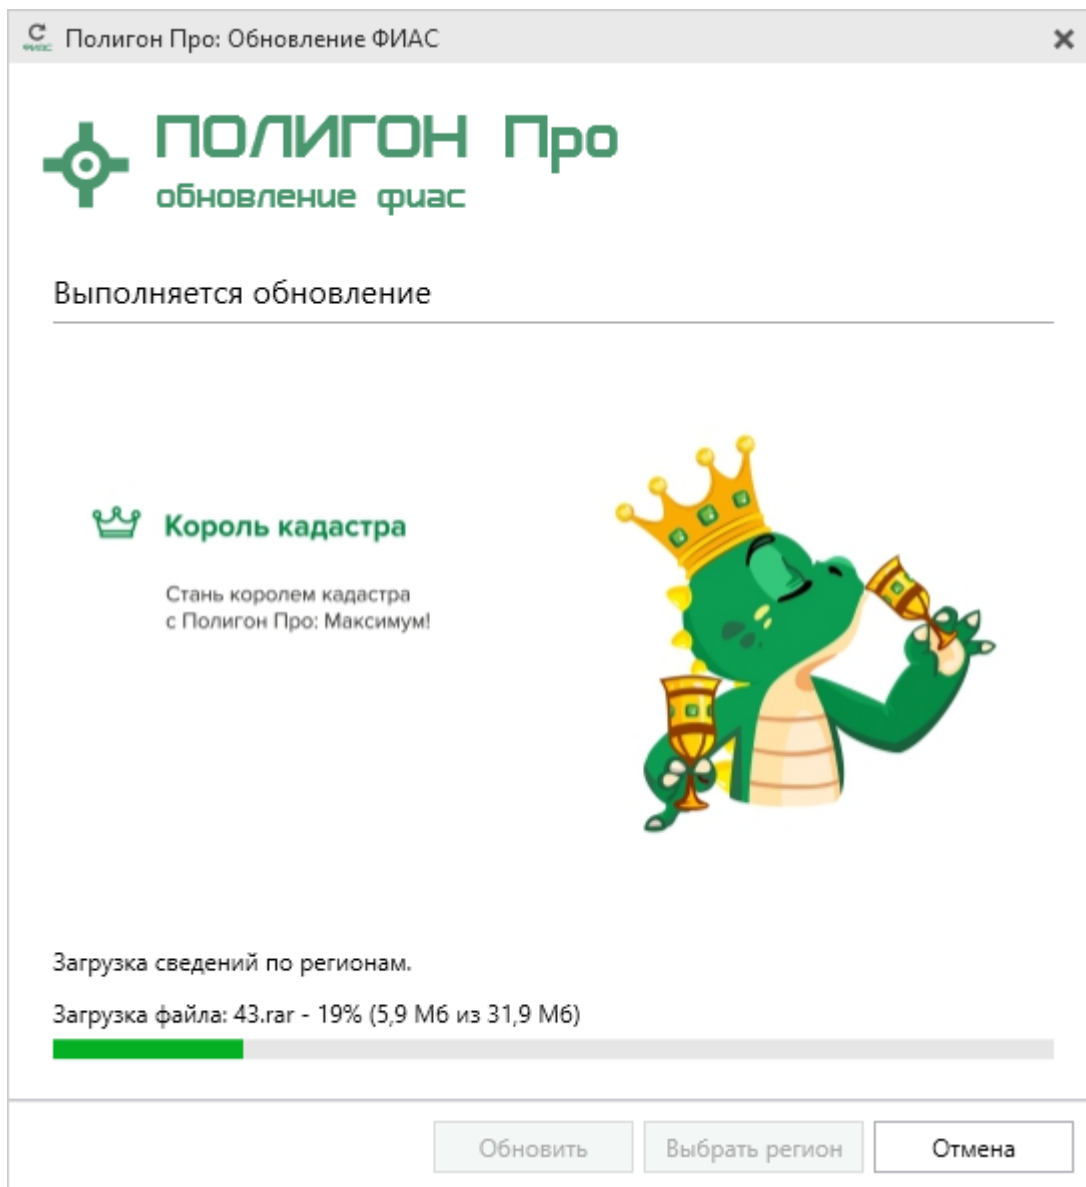 ФИАС
Полигон Про: Обновление ФИАС
ПОЛИГОН Про
обновление фиас
Выполняется обновление
Король кадастра
Стань королем кадастра
с Полигон Про: Максимум!
Загрузка сведений по регионам.
Загрузка файла: 43.rar - 19% (5,9 Мб из 31,9 Мб)
Обновить
Выбрать регион
Отмена